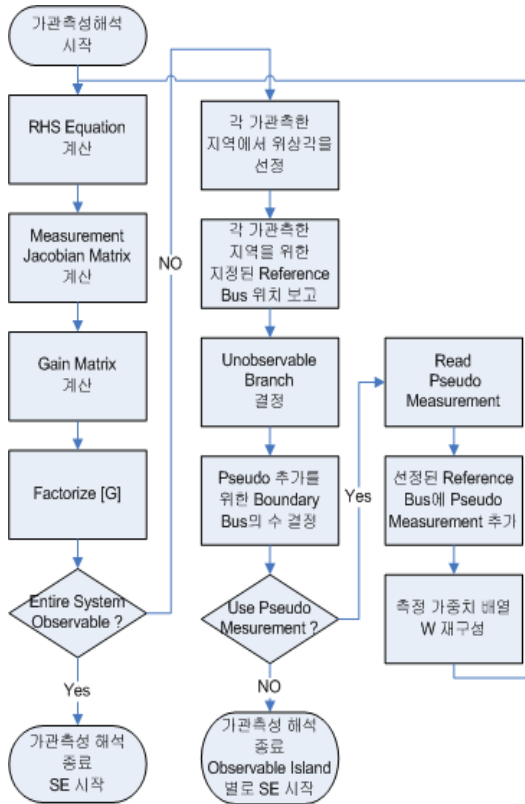 가관측성해석
시작
RHS Equation
계산
Measurement
Jacobian Matrix
계산
Gain Matrix
계산
Factorize [G]
Entire System
Observable ?
Yes
가관측성 해석
종료
SE 시작
NO
각 가관측한
지역에서 위상각을
선정
각 가관측한
지역을 위한
지정된 Reference
Bus 위치 보고
Unobservable
Branch
결정
Pseudo 추가를
위한 Boundary
Bus의 수 결정
Use Pseudo
Mesurement ?
NO
가관측성 해석
종료
Observable Island
별로 SE 시작
Yes
Read
Pseudo
Measurement
선정된 Reference
Bus에 Pseudo
Measurement 추가
측정 가중치 배열
W 재구성